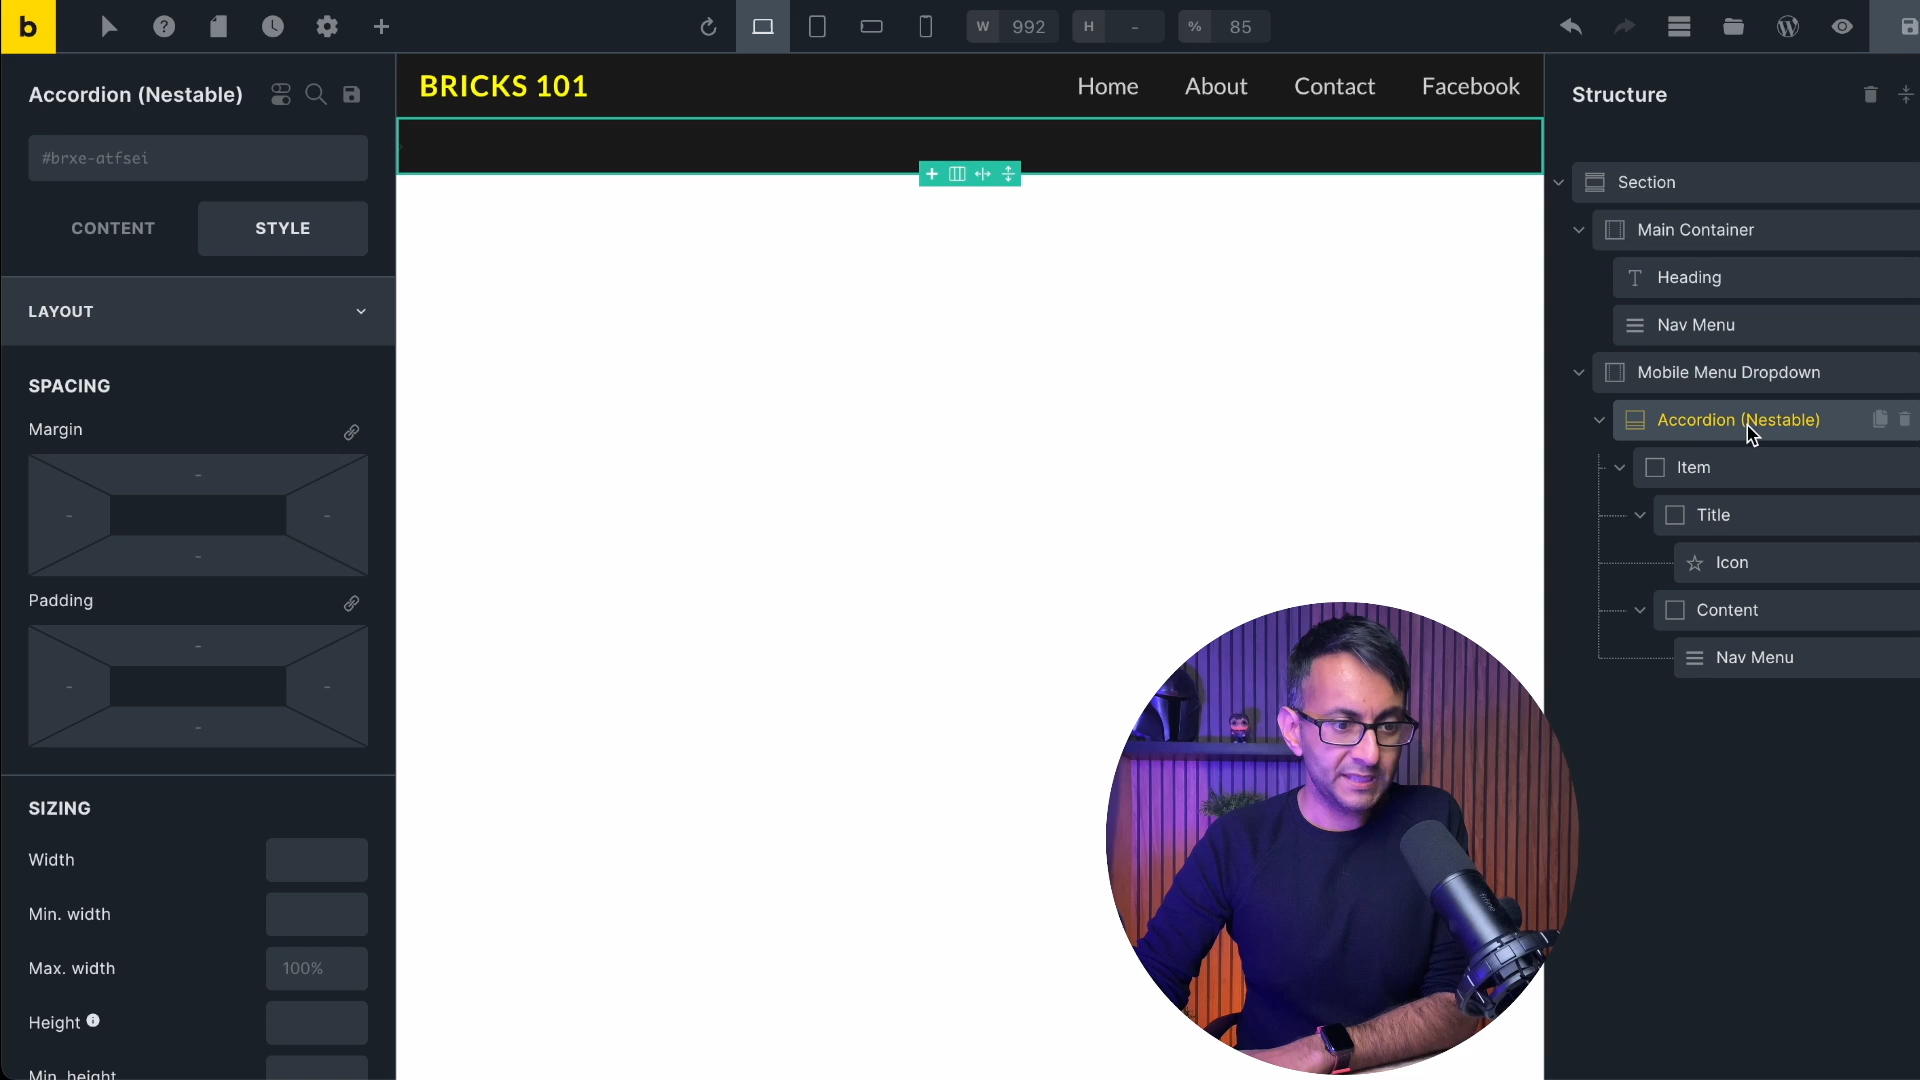 b
W 992 H - % 85
Accordion (Nestable)
#brxe-atfsei
CONTENT STYLE
LAYOUT
SPACING
Margin
-
- -
-
Padding
-
- -
-
SIZING
Width
Min. width
Max. width 100%
Height
Min. height
BRICKS 101 Home About Contact Facebook
Structure
Section
Main Container
Heading
Nav Menu
Mobile Menu Dropdown
Accordion (Nestable)
Item
Title
Icon
Content
Nav Menu